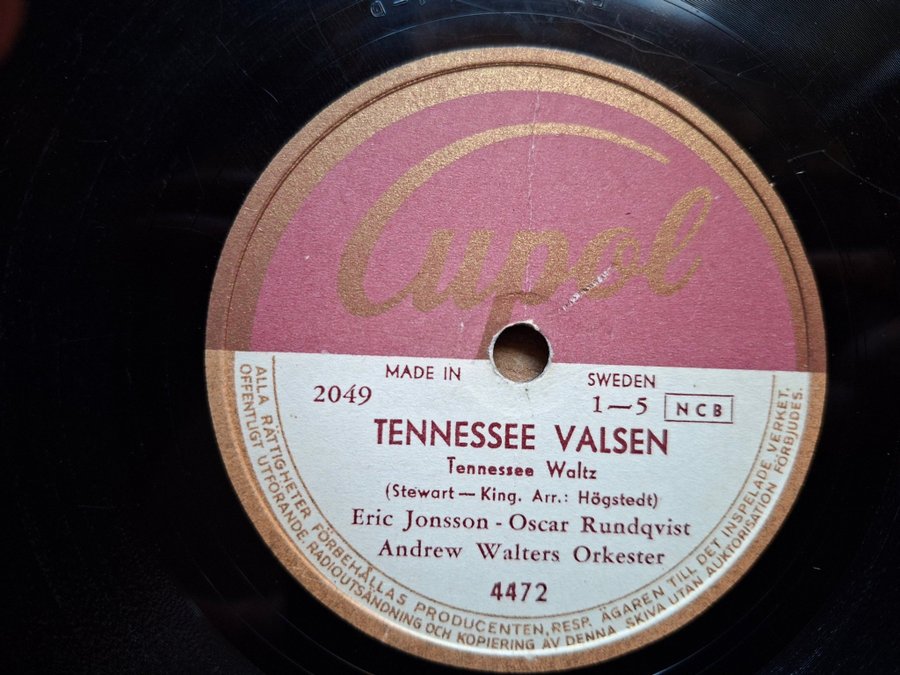 Cupol
MADE IN SWEDEN
2049 1—5 NCB
TENNESSEE VALSEN
Tennessee Waltz
(Stewart — King. Arr.: Högstedt)
Eric Jonsson - Oscar Rundqvist
Andrew Walters Orkester
4472
ALLA RÄTTIGHETER FÖRBEHÅLLAS PRODUCENTEN, RESP. ÄGAREN TILL DET INSPELADE VERKET.
OFFENTLIGT UTFÖRANDE, RADIOUTSÄNDNING OCH KOPIERING AV DENNA SKIVA UTAN AUKTORISATION FÖRBJUDES.